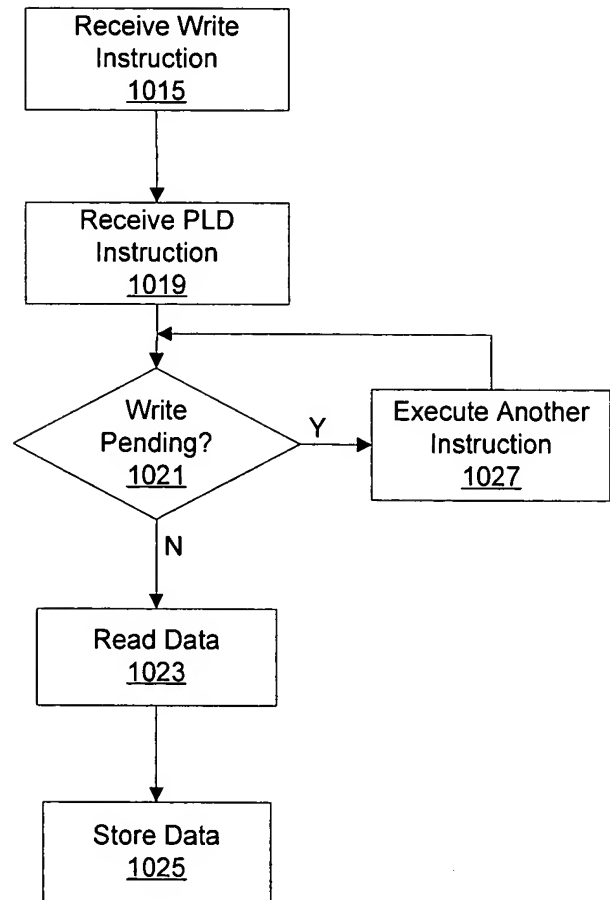 Receive Write
Instruction
1015
Receive PLD
Instruction
1019
Write
Pending?
1021
Y
Execute Another
Instruction
1027
N
Read Data
1023
Store Data
1025